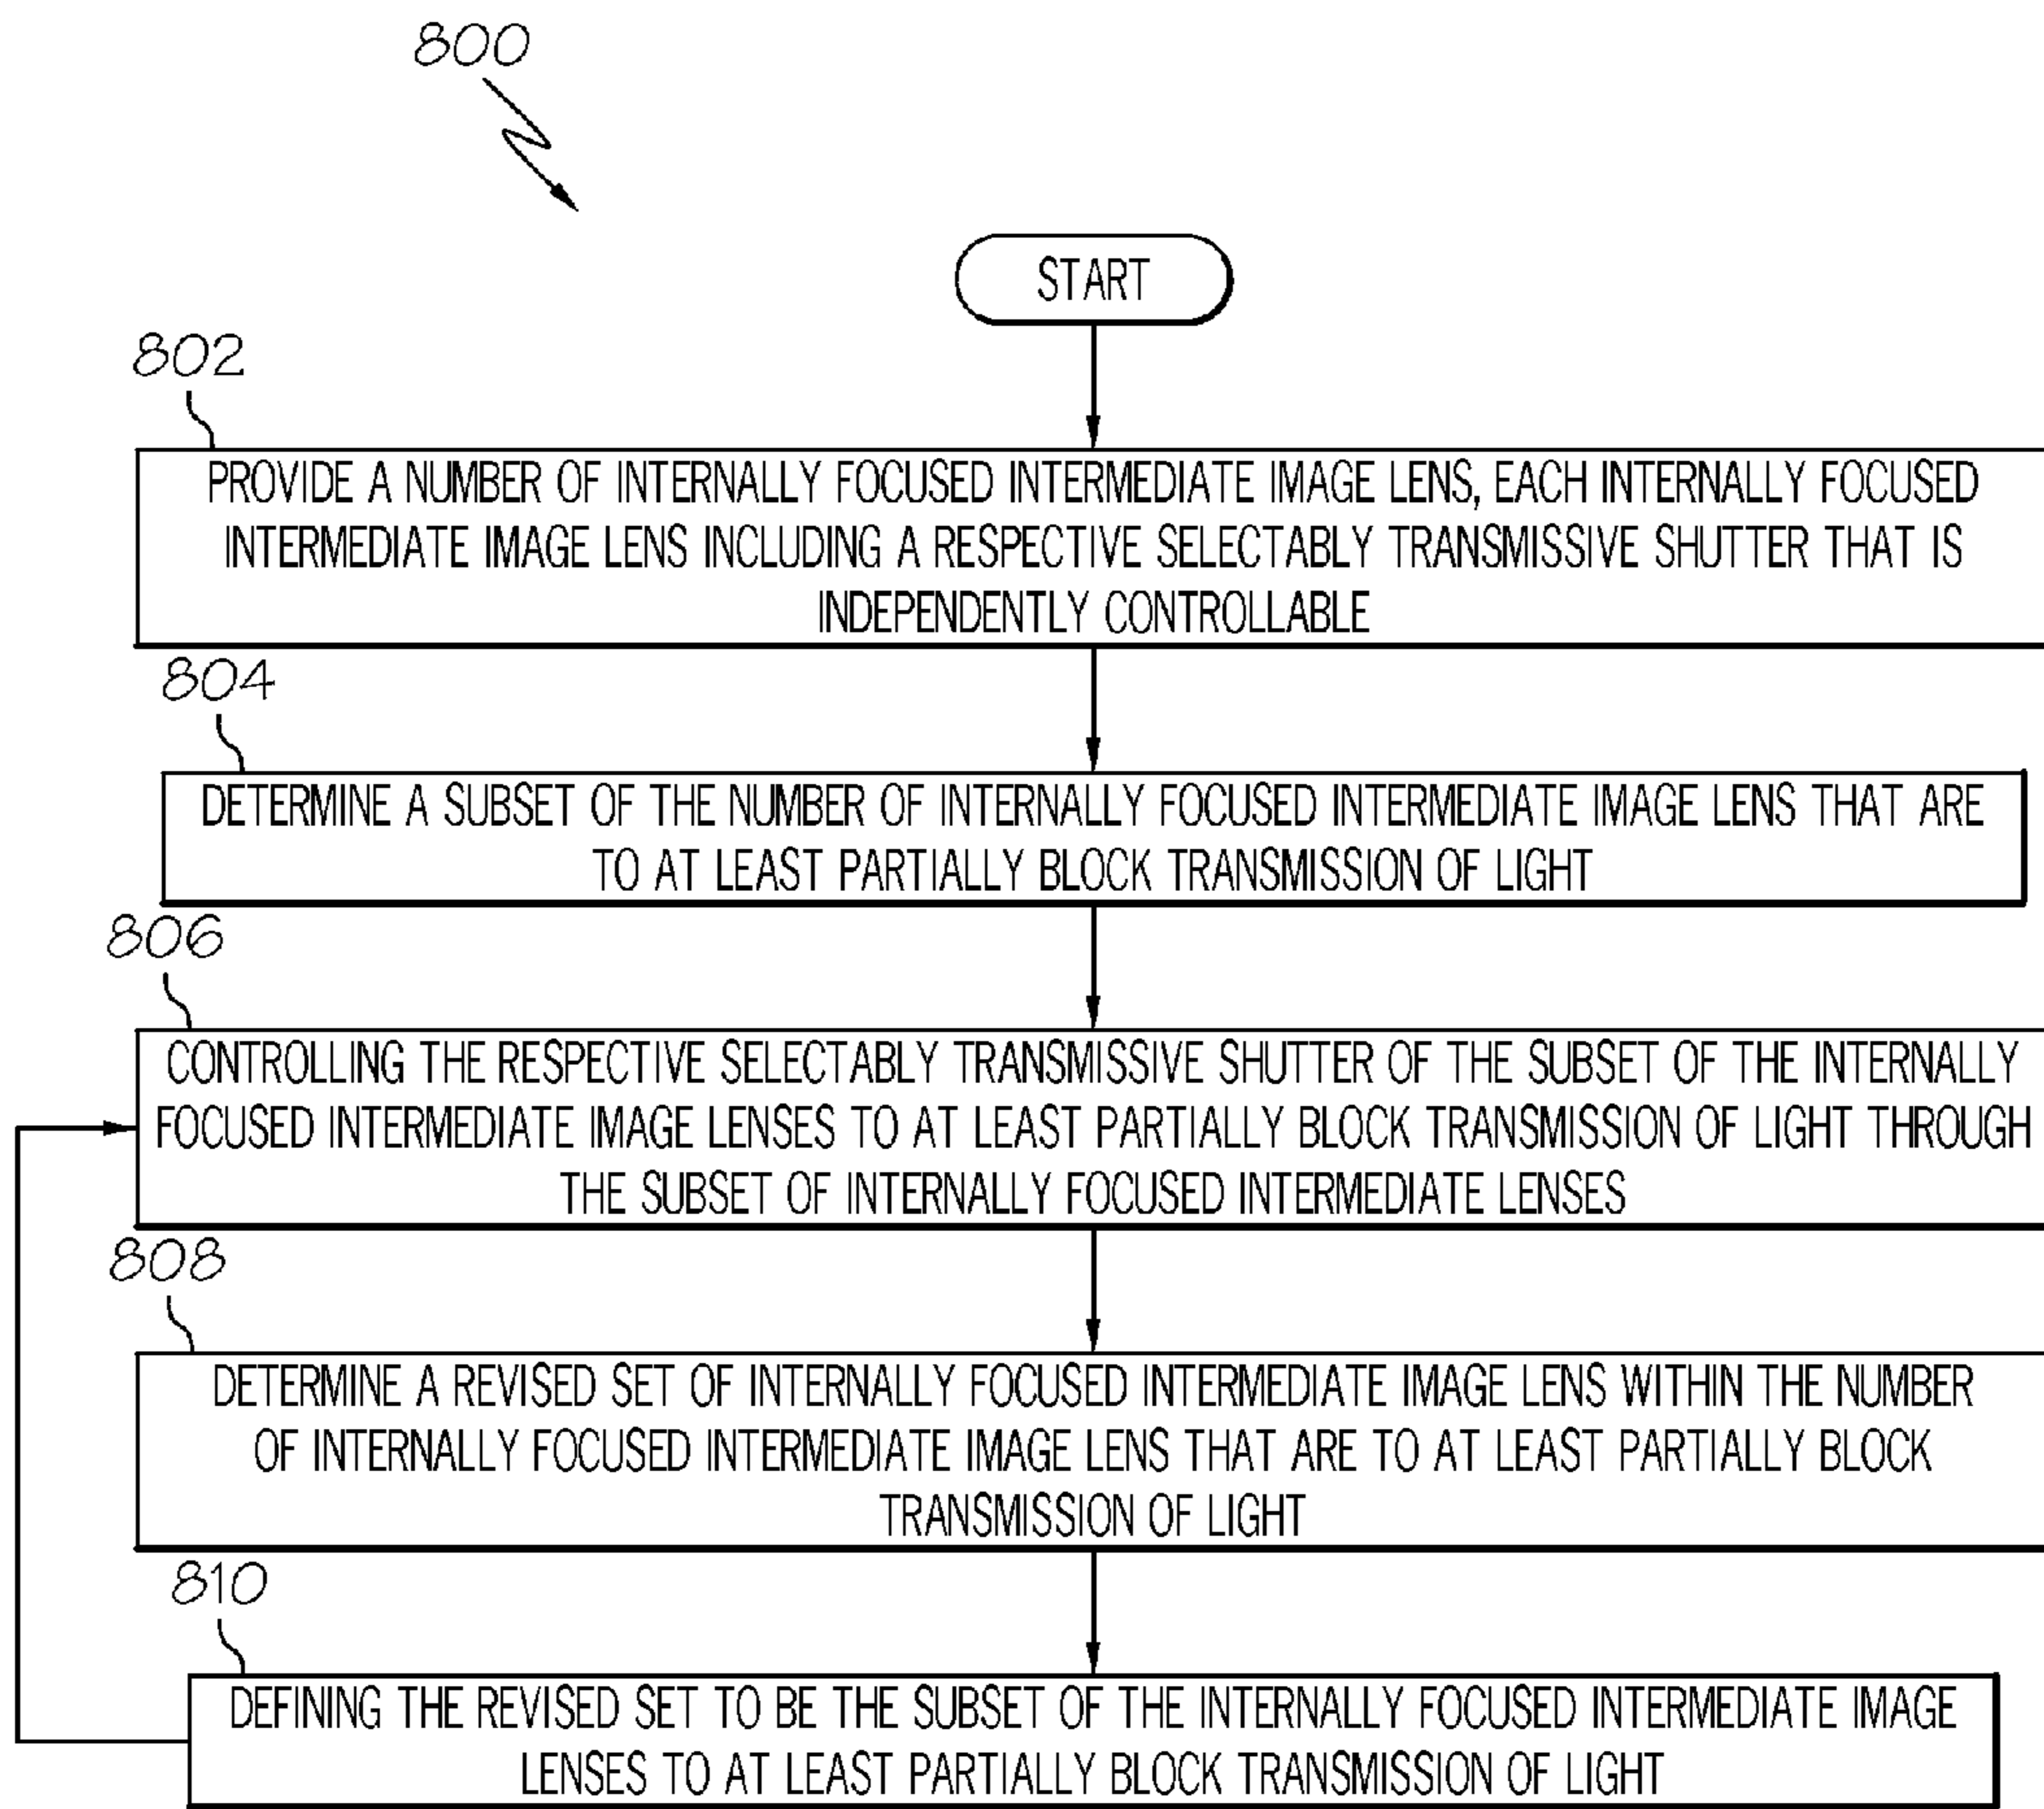 800
START
802
PROVIDE A NUMBER OF INTERNALLY FOCUSED INTERMEDIATE IMAGE LENS, EACH INTERNALLY FOCUSED
INTERMEDIATE IMAGE LENS INCLUDING A RESPECTIVE SELECTABLY TRANSMISSIVE SHUTTER THAT IS
INDEPENDENTLY CONTROLLABLE
804
DETERMINE A SUBSET OF THE NUMBER OF INTERNALLY FOCUSED INTERMEDIATE IMAGE LENS THAT ARE
TO AT LEAST PARTIALLY BLOCK TRANSMISSION OF LIGHT
806
CONTROLLING THE RESPECTIVE SELECTABLY TRANSMISSIVE SHUTTER OF THE SUBSET OF THE INTERNALLY
FOCUSED INTERMEDIATE IMAGE LENSES TO AT LEAST PARTIALLY BLOCK TRANSMISSION OF LIGHT THROUGH
THE SUBSET OF INTERNALLY FOCUSED INTERMEDIATE LENSES
808
DETERMINE A REVISED SET OF INTERNALLY FOCUSED INTERMEDIATE IMAGE LENS WITHIN THE NUMBER
OF INTERNALLY FOCUSED INTERMEDIATE IMAGE LENS THAT ARE TO AT LEAST PARTIALLY BLOCK
TRANSMISSION OF LIGHT
810
DEFINING THE REVISED SET TO BE THE SUBSET OF THE INTERNALLY FOCUSED INTERMEDIATE IMAGE
LENSES TO AT LEAST PARTIALLY BLOCK TRANSMISSION OF LIGHT